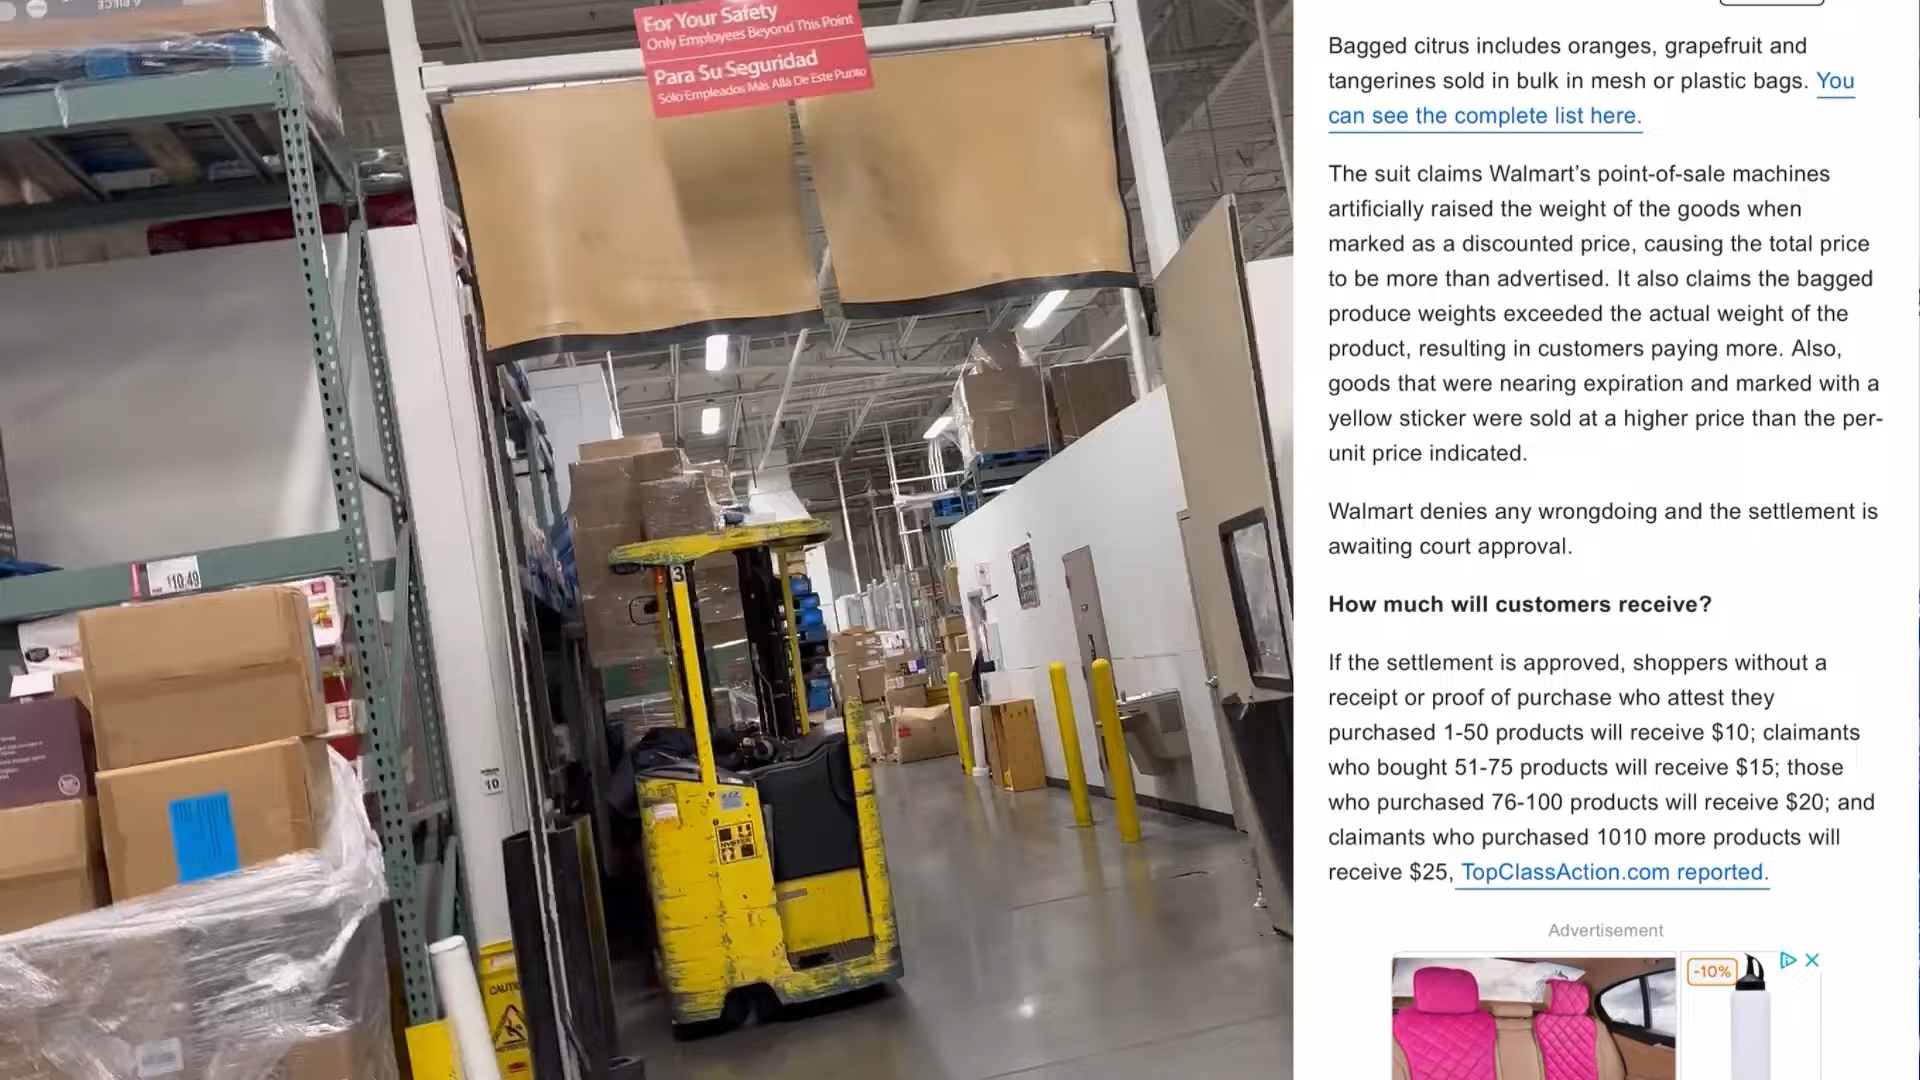 For Your Safety
Only Employees Beyond This Point
Para Su Seguridad
Sólo Empleados Más Allá De Este Punto
$10.49
3
10
HYSTER
Bagged citrus includes oranges, grapefruit and
tangerines sold in bulk in mesh or plastic bags. You
can see the complete list here.
The suit claims Walmart’s point-of-sale machines
artificially raised the weight of the goods when
marked as a discounted price, causing the total price
to be more than advertised. It also claims the bagged
produce weights exceeded the actual weight of the
product, resulting in customers paying more. Also,
goods that were nearing expiration and marked with a
yellow sticker were sold at a higher price than the per-
unit price indicated.
Walmart denies any wrongdoing and the settlement is
awaiting court approval.
How much will customers receive?
If the settlement is approved, shoppers without a
receipt or proof of purchase who attest they
purchased 1-50 products will receive $10; claimants
who bought 51-75 products will receive $15; those
who purchased 76-100 products will receive $20; and
claimants who purchased 1010 more products will
receive $25, TopClassAction.com reported.
Advertisement
-10%